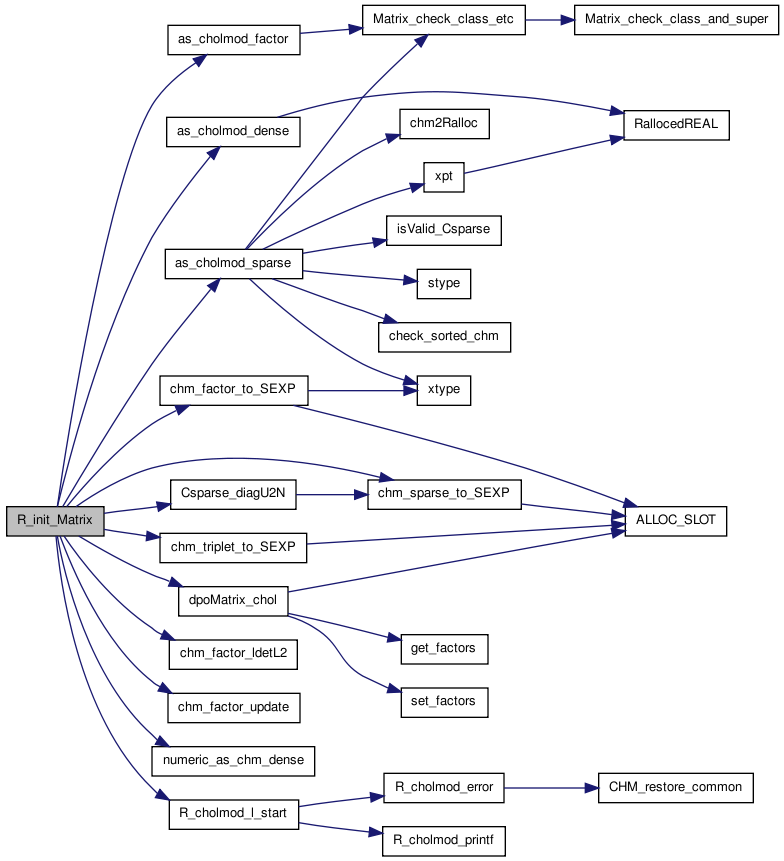 R_init_Matrix
as_cholmod_factor
as_cholmod_dense
as_cholmod_sparse
chm_factor_to_SEXP
Csparse_diagU2N
chm_triplet_to_SEXP
dpoMatrix_chol
chm_factor_ldetL2
chm_factor_update
numeric_as_chm_dense
R_cholmod_l_start
Matrix_check_class_etc
chm2Ralloc
xpt
isValid_Csparse
stype
check_sorted_chm
xtype
chm_sparse_to_SEXP
get_factors
set_factors
R_cholmod_error
R_cholmod_printf
Matrix_check_class_and_super
RallocedREAL
ALLOC_SLOT
CHM_restore_common